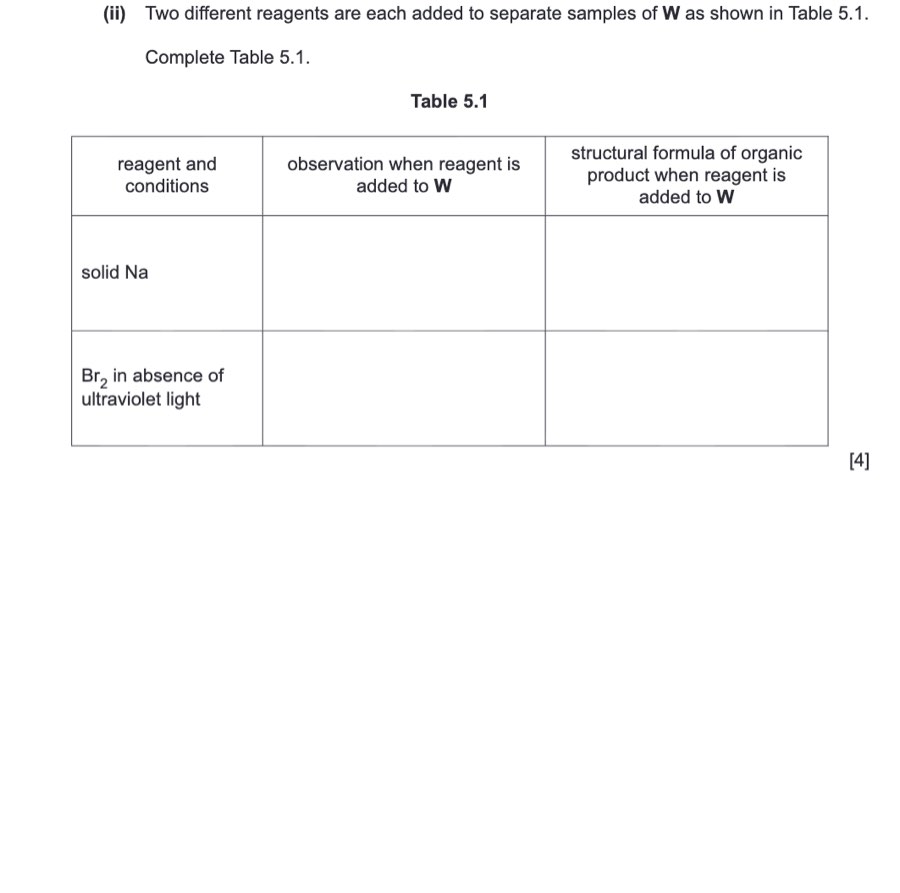 (ii) Two different reagents are each added to separate samples of W as shown in Table 5.1.
Complete Table 5.1.
Table 5.1
reagent and
conditions
observation when reagent is
added to W
structural formula of organic
product when reagent is
added to W
solid Na
Br₂ in absence of
ultraviolet light
[4]